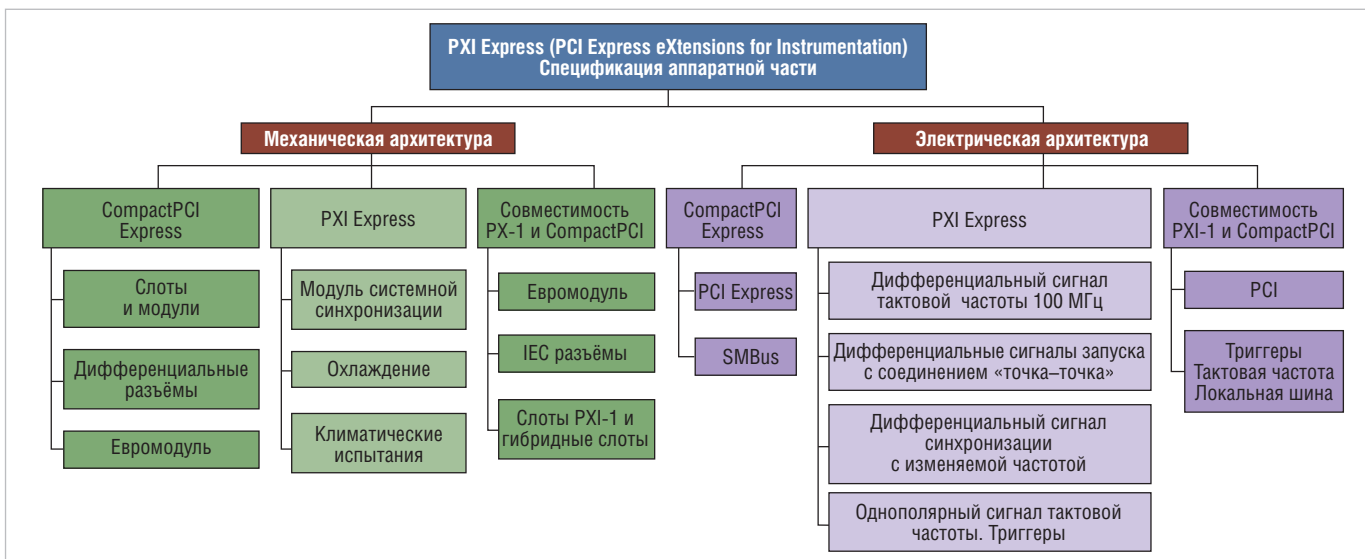 PXI Express (PCI Express eXtensions for Instrumentation)
Спецификация аппаратной части
Механическая архитектура
Электрическая архитектура
CompactPCI
Express
PXI Express
Совместимость
PX-1 и CompactPCI
CompactPCI
Express
PXI Express
Совместимость
PXI-1 и CompactPCI
Слоты
и модули
Дифференциальные
разъёмы
Евромодуль
Модуль системной
синхронизации
Охлаждение
Климатические
испытания
Евромодуль
IEC разъёмы
Слоты PXI-1 и
гибридные слоты
PCI Express
SMBus
Дифференциальный сигнал
тактовой частоты 100 МГц
Дифференциальные сигналы запуска
с соединением «точка–точка»
Дифференциальный сигнал
синхронизации
с изменяемой частотой
Однополярный сигнал тактовой
частоты. Триггеры
PCI
Триггеры
Тактовая частота
Локальная шина